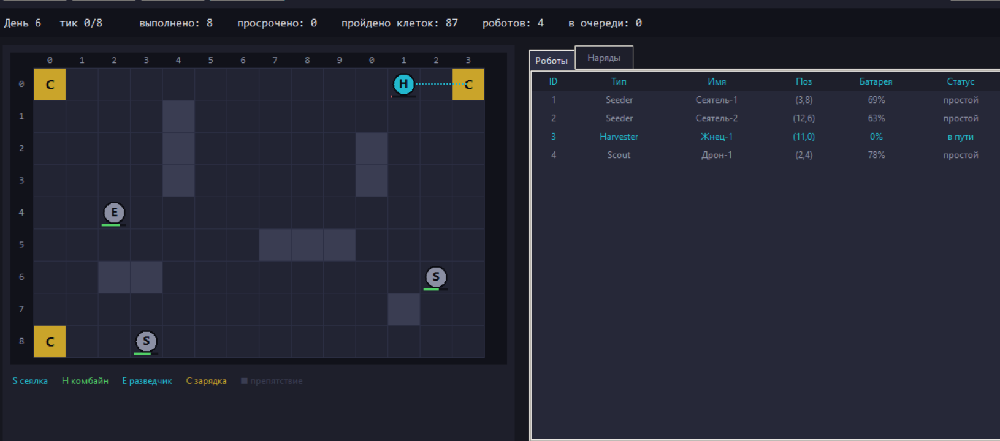 День 6 тик 0/8 выполнено: 8 просрочено: 0 пройдено клеток: 87 роботов: 4 в очереди: 0
0 1 2 3 4 5 6 7 8 9 0 1 2 3
0 C H C
1
2
3
4 E
5
6 S
7
8 C S
S сеялка H комбайн E разведчик C зарядка препятствие
Роботы Наряды
ID Тип Имя Поз Батарея Статус
1 Seeder Сеятель-1 (3,8) 69% простой
2 Seeder Сеятель-2 (12,6) 63% простой
3 Harvester Жнец-1 (11,0) 0% в пути
4 Scout Дрон-1 (2,4) 78% простой